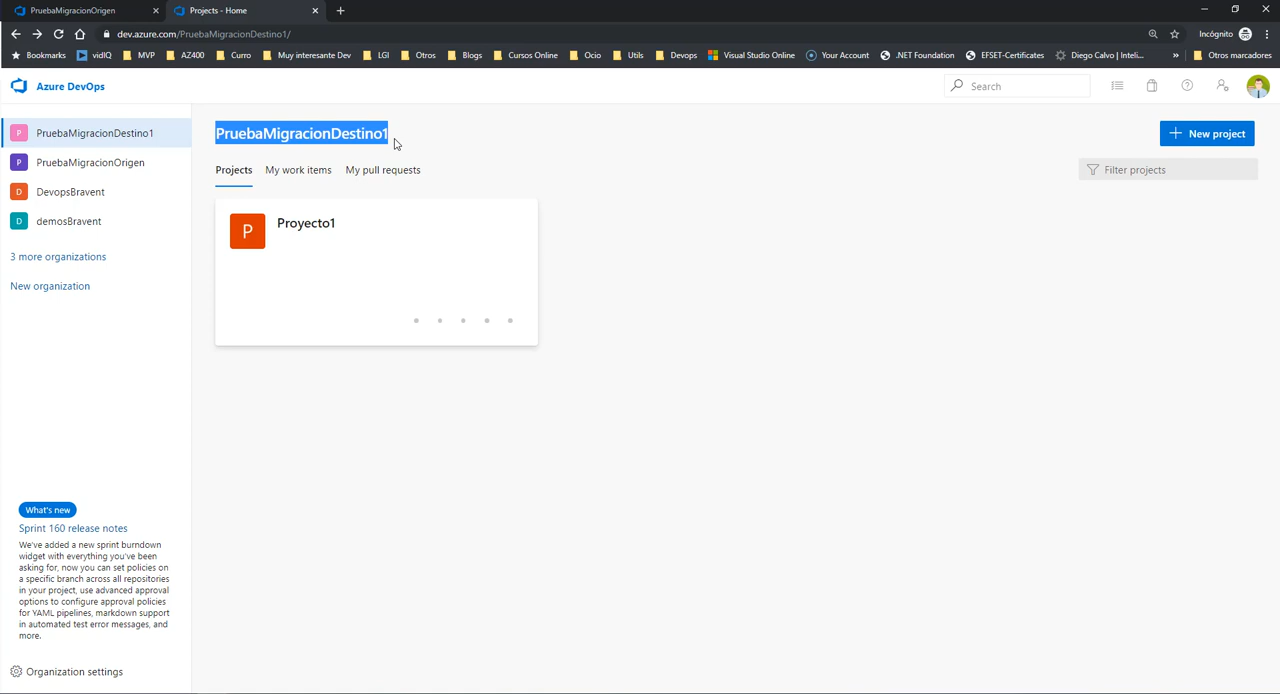 PruebaMigracionOrigen
Projects - Home
dev.azure.com/PruebaMigracionDestino1/
Incógnito
Bookmarks
vidIQ
MVP
AZ400
Curro
Muy interesante Dev
LGI
Otros
Blogs
Cursos Online
Ocio
Utils
Devops
Visual Studio Online
Your Account
.NET Foundation
EFSET-Certificates
Diego Calvo | Inteli...
»
Otros marcadores
Azure DevOps
Search
P PruebaMigracionDestino1
P PruebaMigracionOrigen
D DevopsBravent
D demosBravent
3 more organizations
New organization
What's new
Sprint 160 release notes
We've added a new sprint burndown
widget with everything you've been
asking for, now you can set policies on
a specific branch across all repositories
in your project, use advanced approval
options to configure approval policies
for YAML pipelines, markdown support
in automated test error messages, and
more.
Organization settings
PruebaMigracionDestino1
New project
Projects
My work items
My pull requests
Filter projects
P
Proyecto1